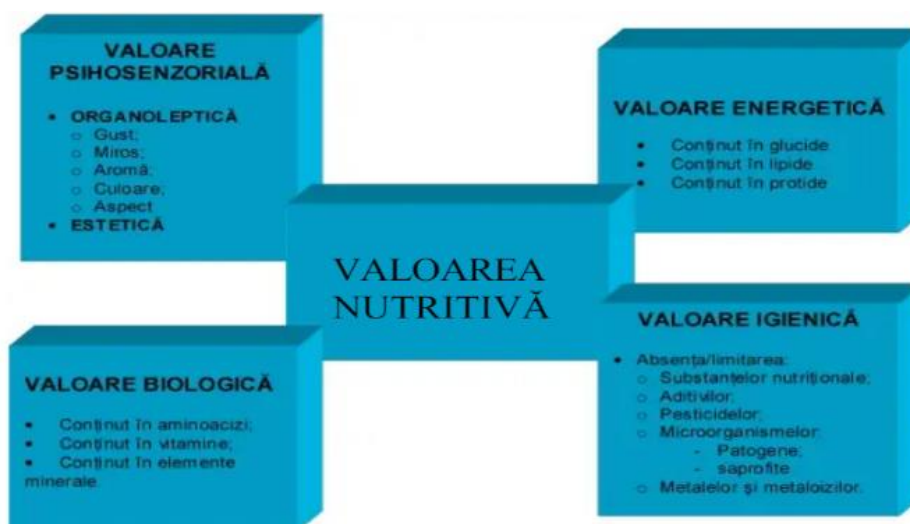 VALOARE
PSIHOSENZORIALĂ
• ORGANOLEPTICĂ
o Gust;
o Miros;
o Aromă;
o Culoare;
o Aspect
• ESTETICĂ
VALOARE ENERGETICĂ
• Conținut în glucide
• Conținut în lipide
• Conținut în protide
VALOAREA
NUTRITIVĂ
VALOARE BIOLOGICĂ
• Conținut în aminoacizi;
• Conținut în vitamine;
• Conținut în elemente
minerale.
VALOARE IGIENICĂ
• Absența/limitarea:
o Substanțelor nutriționale;
o Aditivilor;
o Pesticidelor;
o Microorganismelor:
- Patogene;
- saprofite
o Metalelor și metaloizilor.